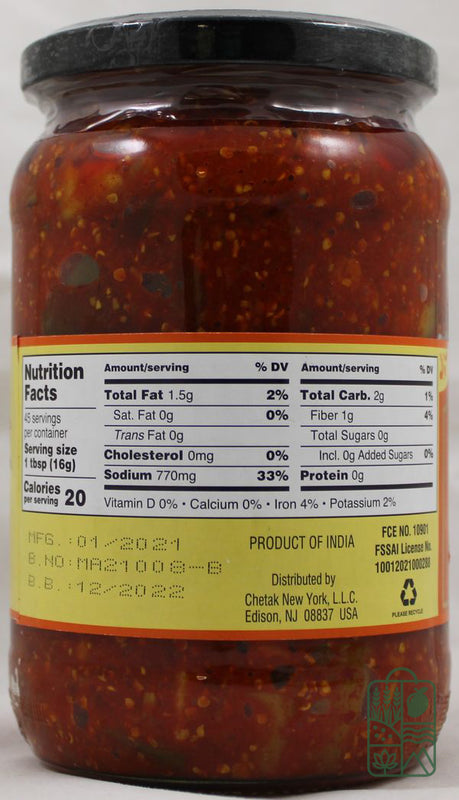 Nutrition
Facts
45 servings
per container
Serving size
1 tbsp (16g)
Calories
per serving 20
Amount/serving % DV
Total Fat 1.5g 2%
Sat. Fat 0g 0%
Trans Fat 0g
Cholesterol 0mg 0%
Sodium 770mg 33%
Amount/serving % DV
Total Carb. 2g 1%
Fiber 1g 4%
Total Sugars 0g
Incl. 0g Added Sugars 0%
Protein 0g
Vitamin D 0% • Calcium 0% • Iron 4% • Potassium 2%
MFG.:01/2021
B.NO:MA21008-B
B.B.:12/2022
PRODUCT OF INDIA
Distributed by
Chetak New York, L.L.C.
Edison, NJ 08837 USA
FCE NO. 10901
FSSAI License No.
10012021000280
PLEASE RECYCLE